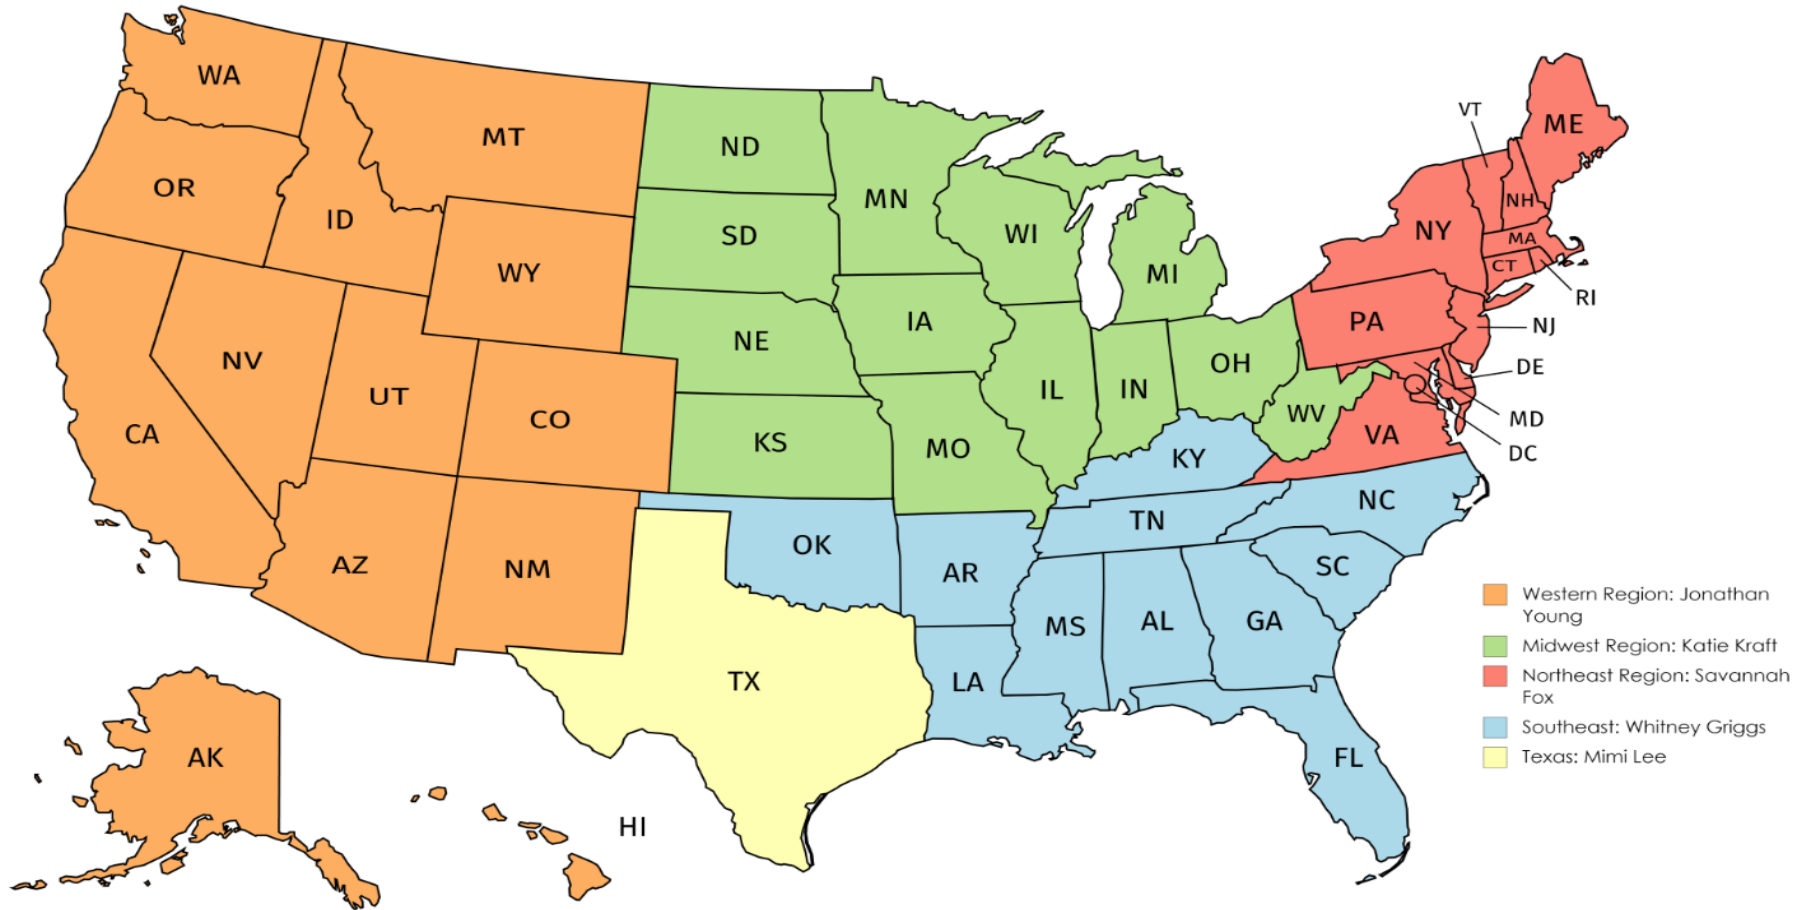 WA
MT
ND
MN
VT
ME
OR
ID
SD
WI
MI
NH
NY
MA
CT
RI
WY
IA
PA
NJ
NV
NE
OH
DE
UT
CO
IL
IN
WV
MD
CA
KS
MO
KY
VA
DC
NC
TN
AZ
NM
OK
AR
SC
MS
AL
GA
TX
LA
AK
FL
HI
Western Region: Jonathan
Young
Midwest Region: Katie Kraft
Northeast Region: Savannah
Fox
Southeast: Whitney Griggs
Texas: Mimi Lee